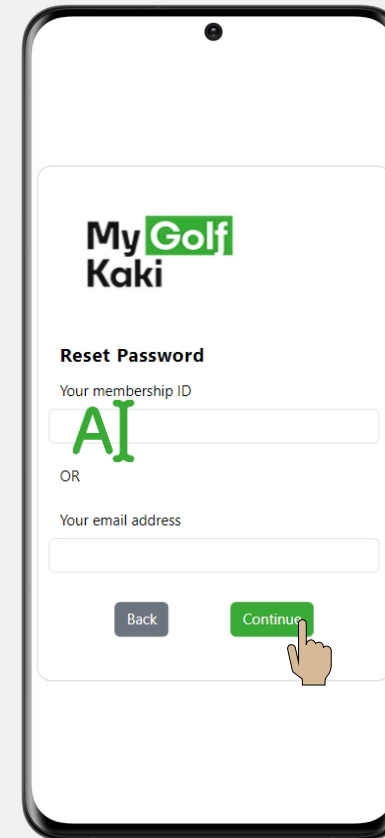 My Golf
Kaki
Reset Password
Your membership ID
A
OR
Your email address
Back
Continue